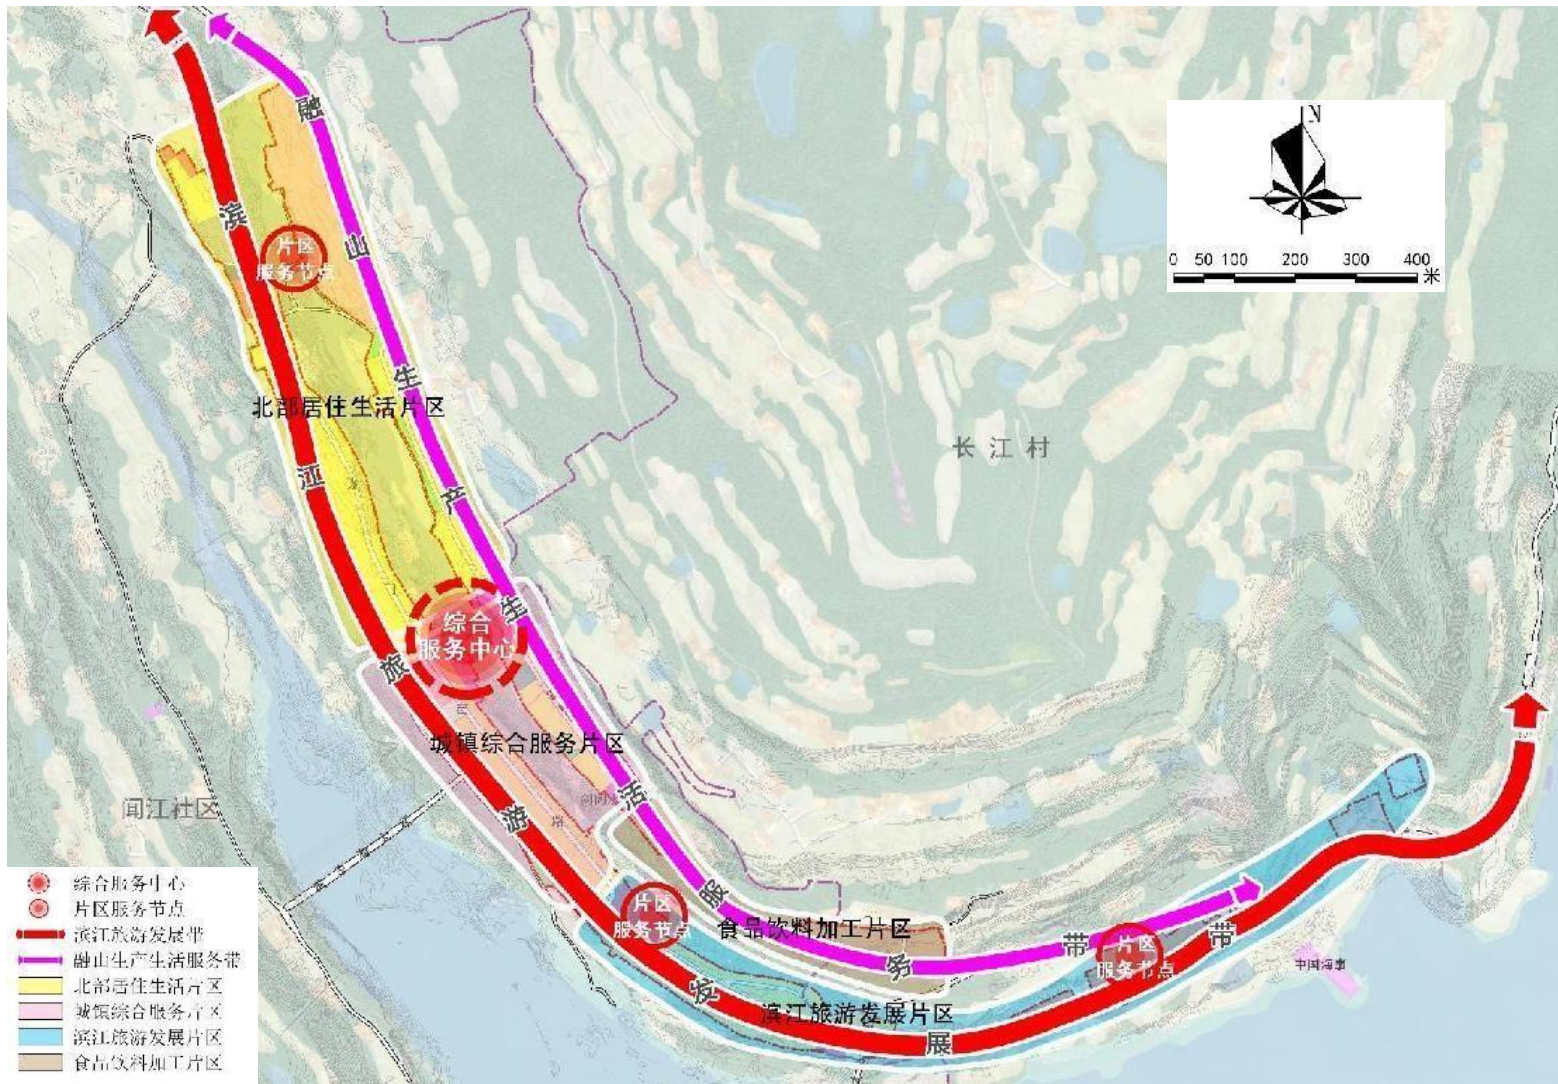 N
0 50 100 200 300 400
米
融
山
生
产
生
活
服
务
带
滨
江
旅
游
发
展
带
片区
服务节点
北部居住生活片区
综合
服务中心
城镇综合服务片区
长江村
闻江社区
路
片区
服务节点
食品饮料加工片区
片区
服务节点
滨江旅游发展片区
中国海事
综合服务中心
片区服务节点
滨江旅游发展带
融山生产生活服务带
北部居住生活片区
城镇综合服务片区
滨江旅游发展片区
食品饮料加工片区